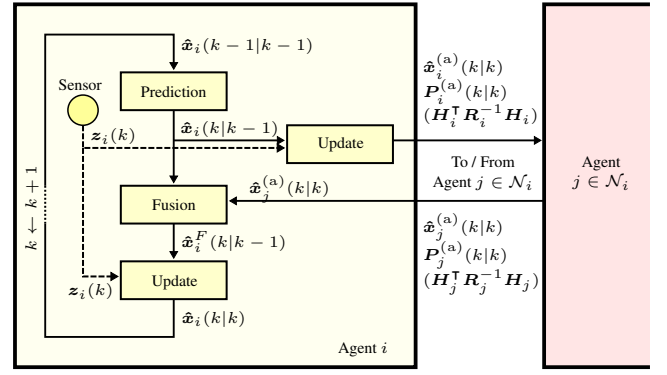 x̂_i(k − 1|k − 1)
Sensor
Prediction
z_i(k)
x̂_i(k|k − 1)
Update
x̂_i^{(a)}(k|k)
P_i^{(a)}(k|k)
(H_i^⊺ R_i^{−1} H_i)
To / From
Agent j ∈ N_i
Agent
j ∈ N_i
k ← k + 1
x̂_j^{(a)}(k|k)
Fusion
x̂_i^F(k|k − 1)
x̂_j^{(a)}(k|k)
P_j^{(a)}(k|k)
(H_j^⊺ R_j^{−1} H_j)
Update
z_i(k)
x̂_i(k|k)
Agent i